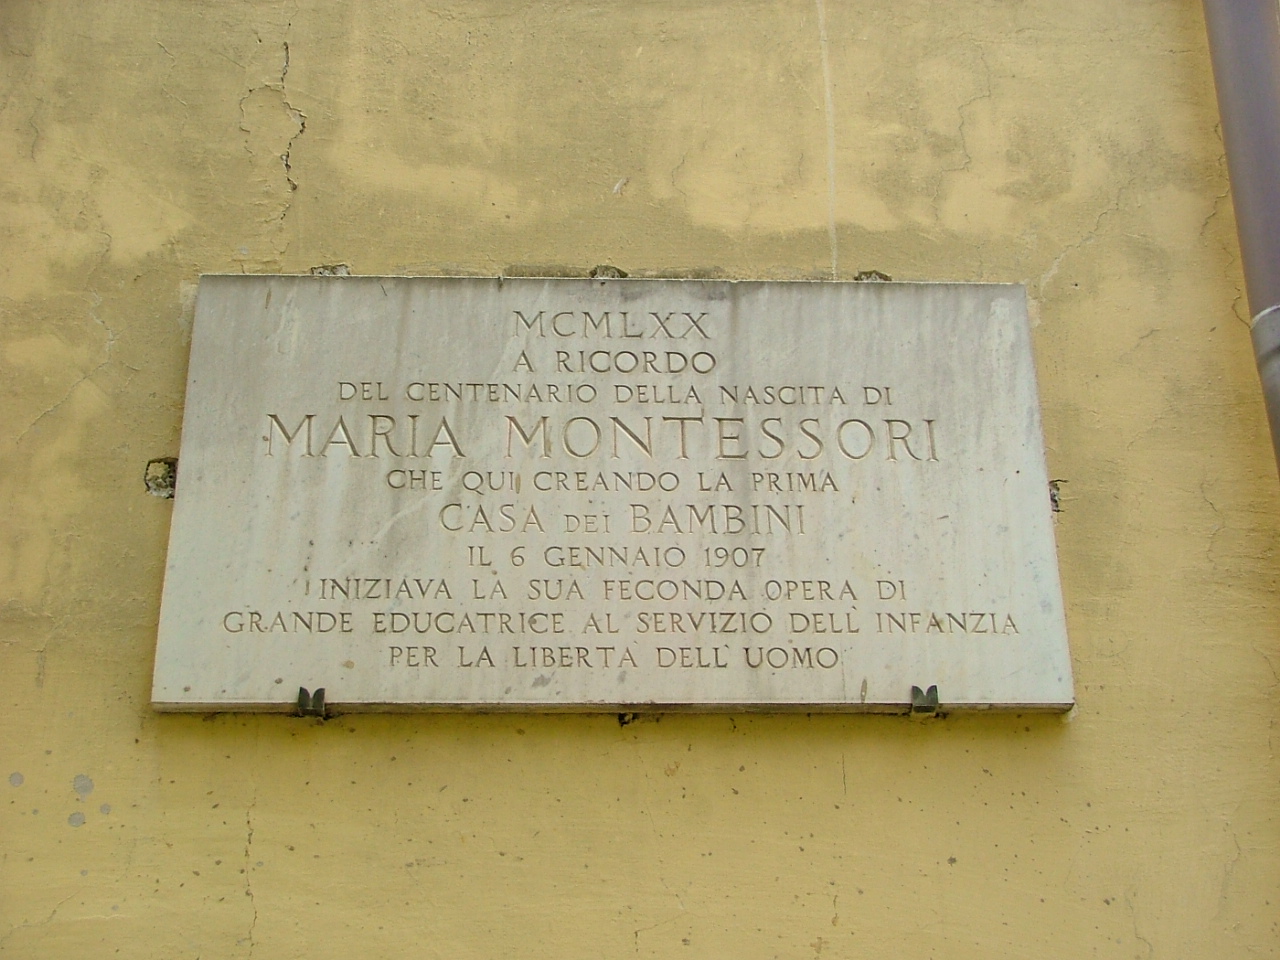 MCMLXX
A RICORDO
DEL CENTENARIO DELLA NASCITA DI
MARIA MONTESSORI
CHE QUI CREANDO LA PRIMA
CASA DEI BAMBINI
IL 6 GENNAIO 1907
INIZIAVA LA SUA FECONDA OPERA DI
GRANDE EDUCATRICE AL SERVIZIO DELL'INFANZIA
PER LA LIBERTÀ DELL'UOMO